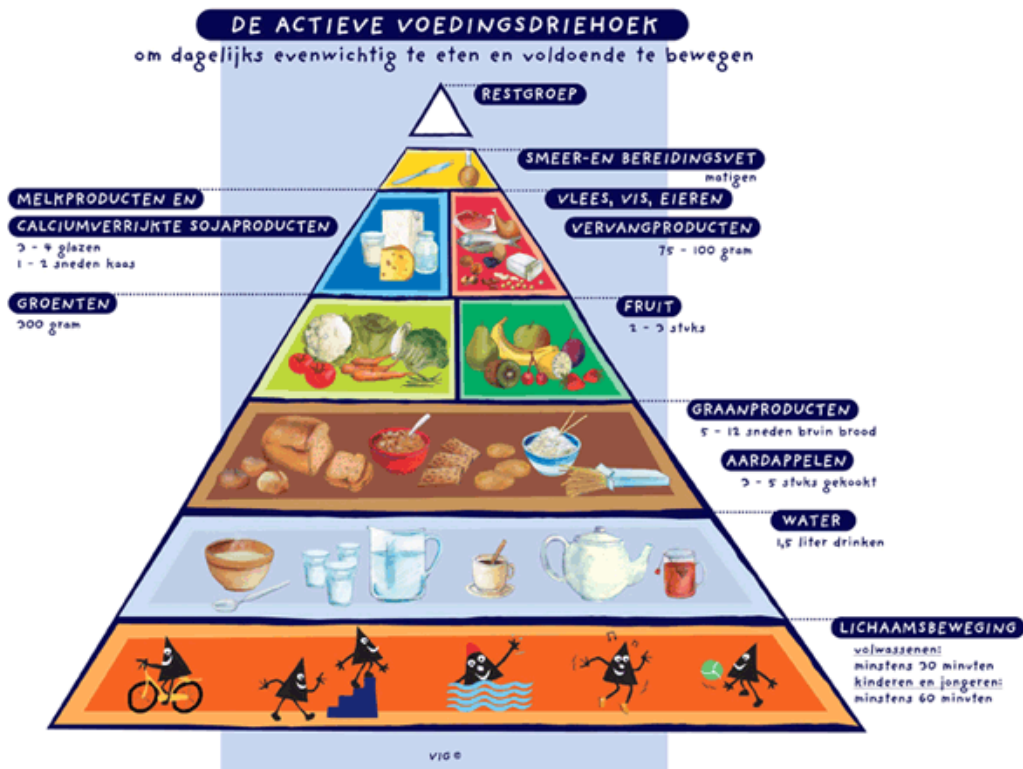 DE ACTIEVE VOEDINGSDRIEHOEK
om dagelijks evenwichtig te eten en voldoende te bewegen
RESTGROEP
SMEER-EN BEREIDINGSVET
matigen
MELKPRODUCTEN EN
CALCIUMVERRIJKTE SOJAPRODUCTEN
3 - 4 glazen
1 - 2 sneden kaas
VLEES, VIS, EIEREN
VERVANGPRODUCTEN
75 - 100 gram
GROENTEN
300 gram
FRUIT
2 - 3 stuks
GRAANPRODUCTEN
5 - 12 sneden bruin brood
AARDAPPELEN
3 - 5 stuks gekookt
WATER
1,5 liter drinken
LICHAAMSBEWEGING
volwassenen:
minstens 30 minuten
kinderen en jongeren:
minstens 60 minuten
VIG ©